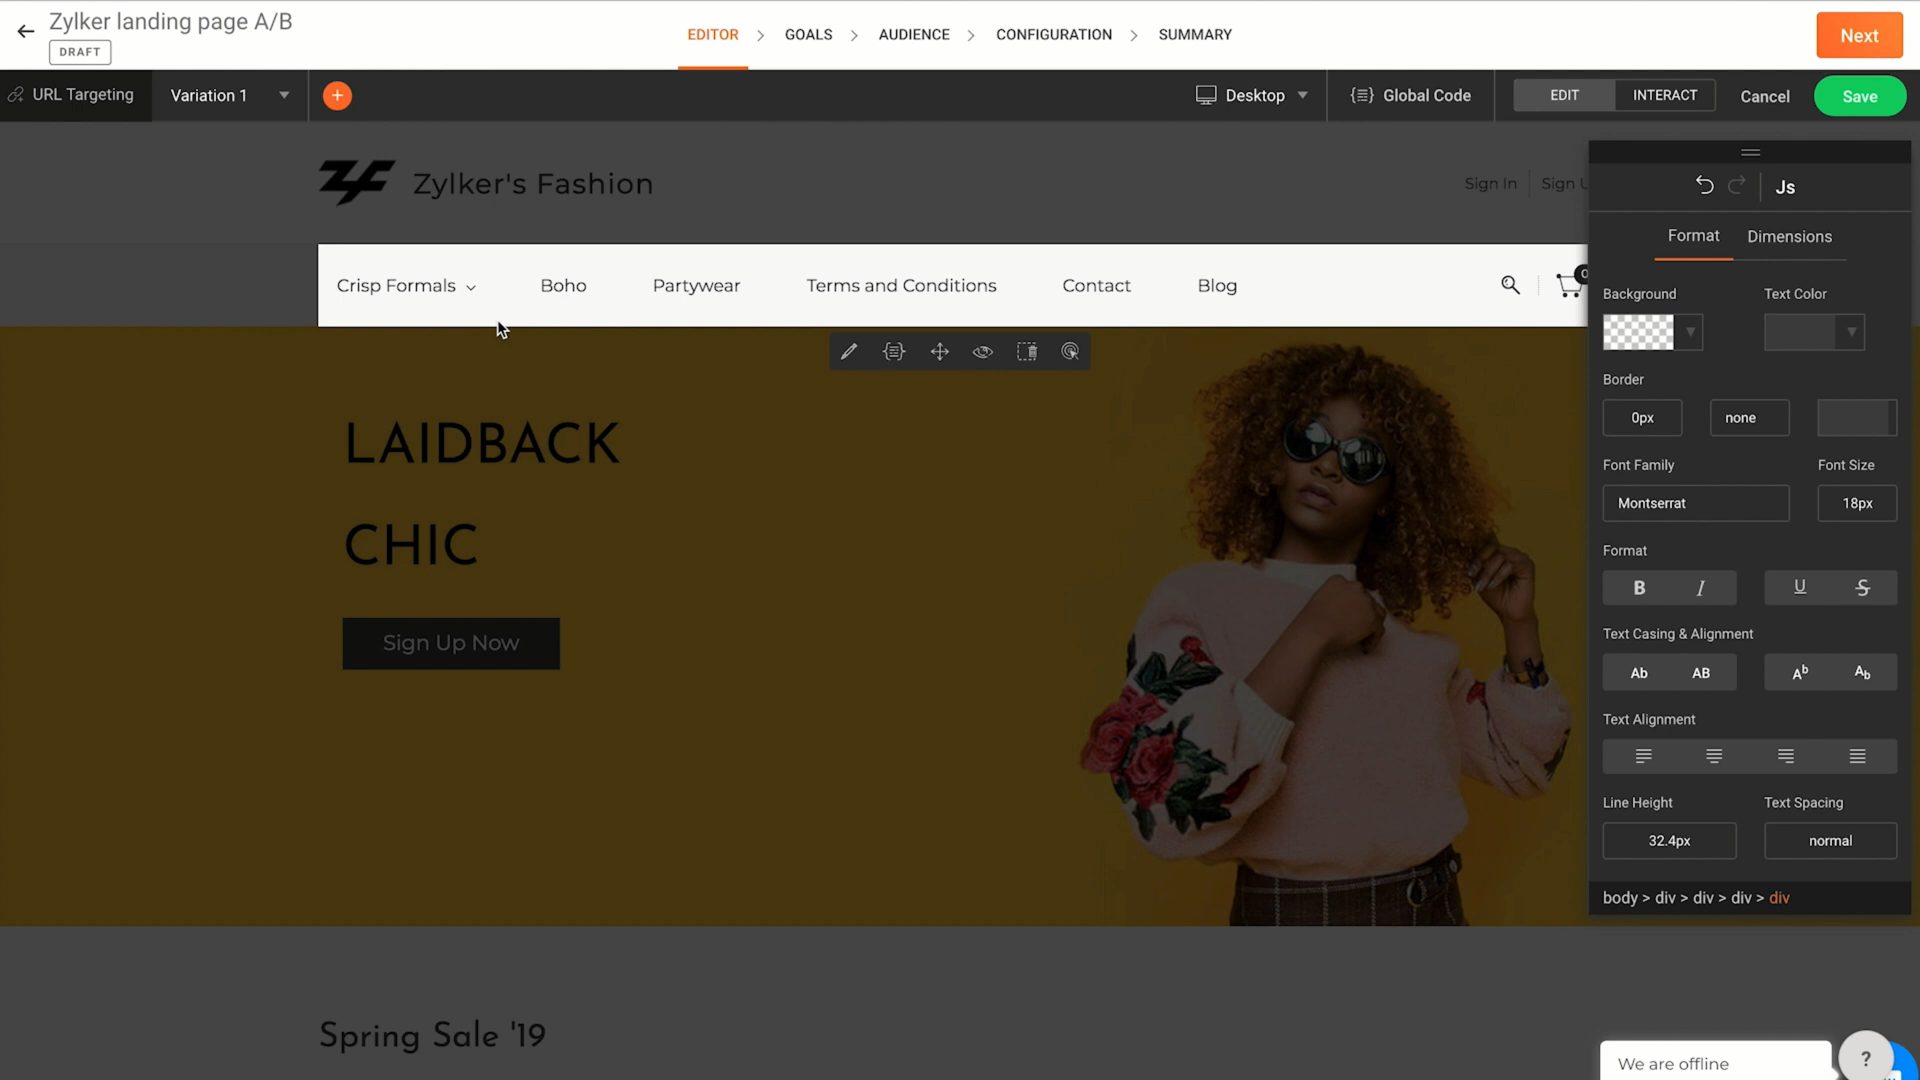 Zylker landing page A/B
DRAFT
EDITOR
GOALS
AUDIENCE
CONFIGURATION
SUMMARY
Next
URL Targeting
Variation 1
Desktop
Global Code
EDIT
INTERACT
Cancel
Save
Zylker's Fashion
Sign In
Sign U
Crisp Formals
Boho
Partywear
Terms and Conditions
Contact
Blog
0
LAIDBACK
CHIC
Sign Up Now
Spring Sale '19
Js
Format
Dimensions
Background
Text Color
Border
0px
none
Font Family
Font Size
Montserrat
18px
Format
B
I
U
S
Text Casing & Alignment
Ab
AB
Ab
Ab
Text Alignment
Line Height
Text Spacing
32.4px
normal
body > div > div > div > div
We are offline
?